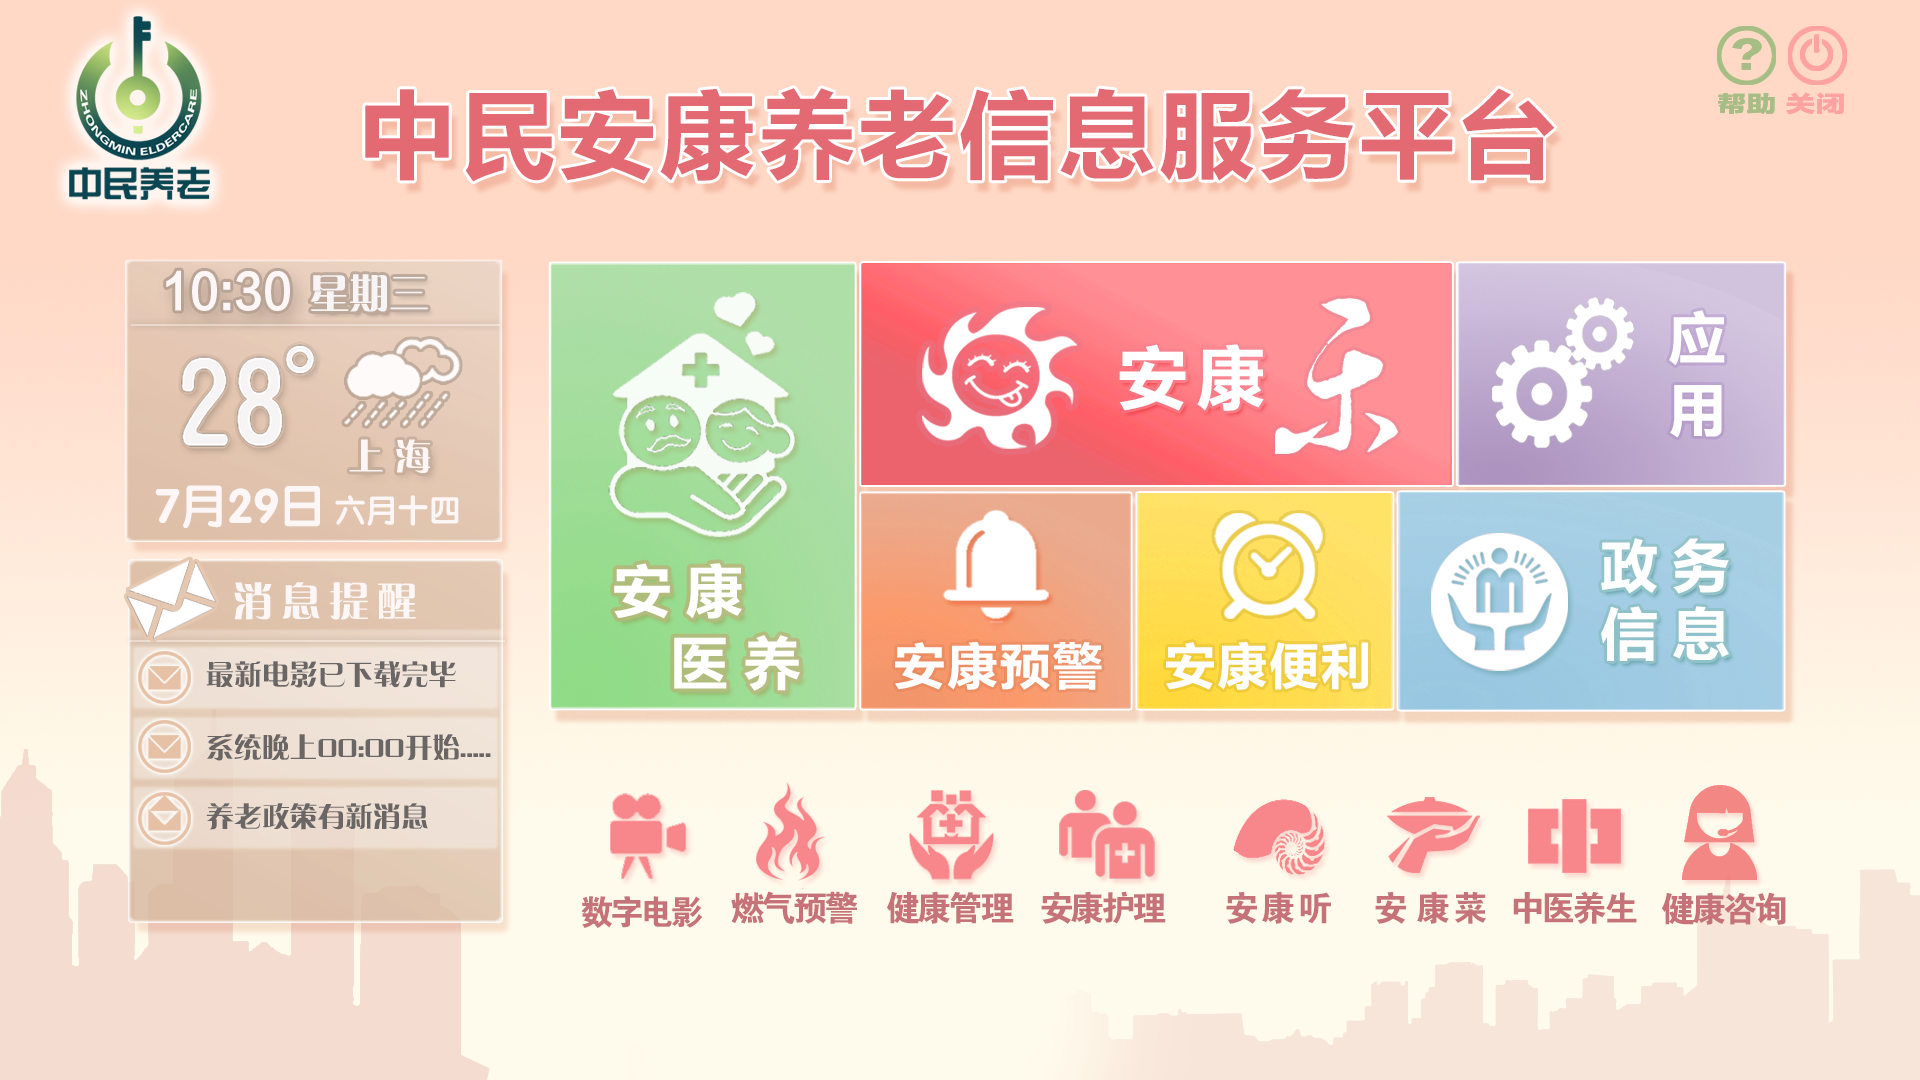 ZHONGMIN ELDERCARE
中民养老
中民安康养老信息服务平台
?
帮助 关闭
10:30 星期三
28°
上海
7月29日 六月十四
消息提醒
最新电影已下载完毕
系统晚上00:00开始.....
养老政策有新消息
安康
医养
安康乐
应
用
安康预警
安康便利
政务
信息
数字电影 燃气预警 健康管理 安康护理 安康听 安康菜 中医养生 健康咨询